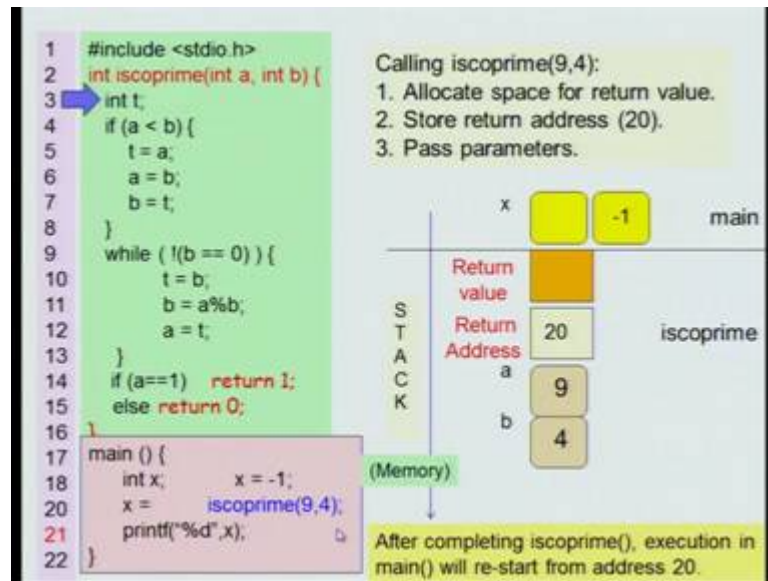 1 #include <stdio.h>
2 int iscoprime(int a, int b) {
3 int t;
4 if (a < b) {
5 t = a;
6 a = b;
7 b = t;
8 }
9 while ( !(b == 0) ) {
10 t = b;
11 b = a%b;
12 a = t;
13 }
14 if (a==1) return 1;
15 else return 0;
16 }
17 main () {
18 int x; x = -1;
20 x = iscoprime(9,4);
21 printf("%d",x);
22 }
Calling iscoprime(9,4):
1. Allocate space for return value.
2. Store return address (20).
3. Pass parameters.
x -1 main
Return
value
Return
Address 20 iscoprime
a 9
b 4
STACK
(Memory)
After completing iscoprime(), execution in
main() will re-start from address 20.